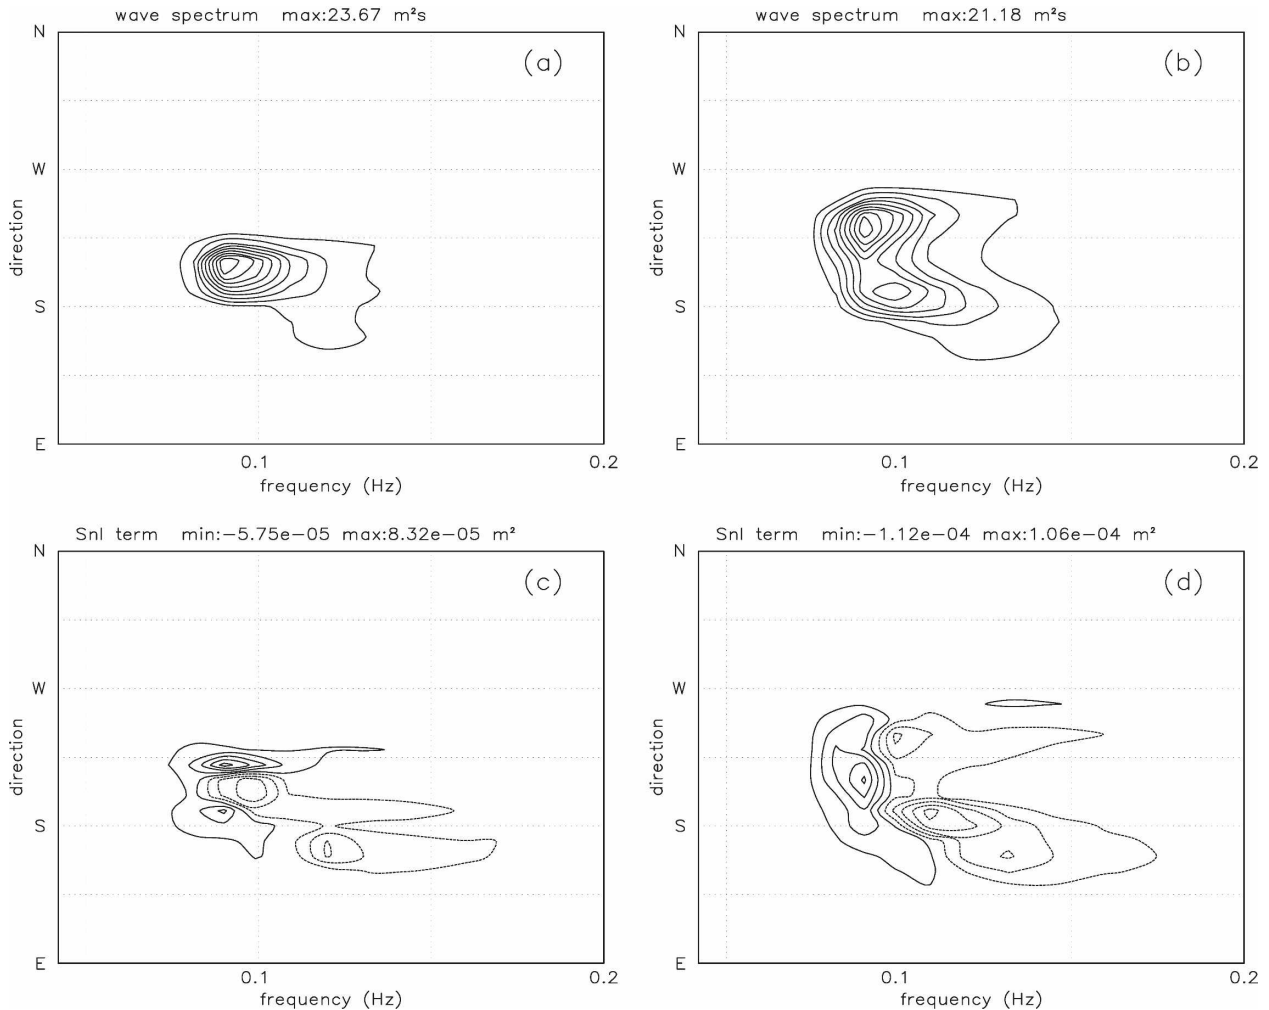 wave spectrum max:23.67 m²s
wave spectrum max:21.18 m²s
N
W
S
E
direction
(a)
0.1
0.2
frequency (Hz)
N
W
S
E
direction
(b)
0.1
0.2
frequency (Hz)
Snl term min:−5.75e−05 max:8.32e−05 m²
Snl term min:−1.12e−04 max:1.06e−04 m²
N
W
S
E
direction
(c)
0.1
0.2
frequency (Hz)
N
W
S
E
direction
(d)
0.1
0.2
frequency (Hz)